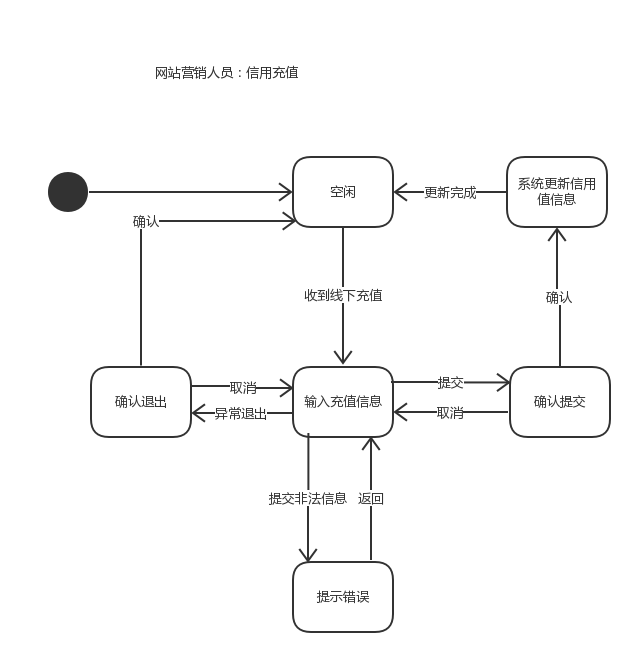 网站营销人员：信用充值
空闲
更新完成
系统更新信用
值信息
确认
收到线下充值
确认
确认退出
取消
异常退出
输入充值信息
提交
取消
确认提交
提交非法信息
返回
提示错误